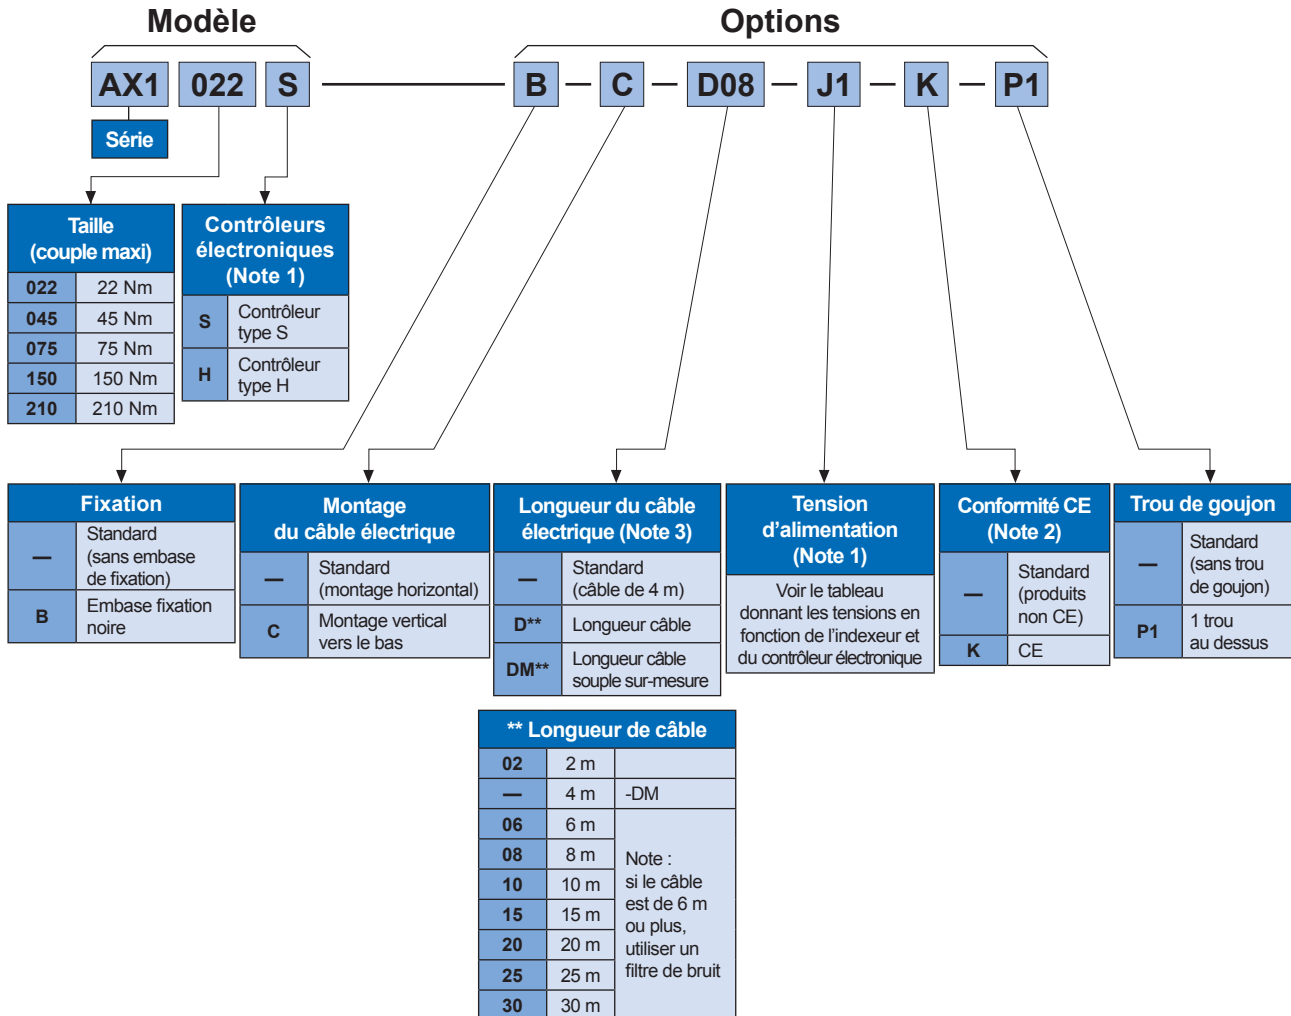 Modèle
Options
AX1 022 S — B — C — D08 — J1 — K — P1
Série
Taille
(couple maxi)
022 22 Nm
045 45 Nm
075 75 Nm
150 150 Nm
210 210 Nm
Contrôleurs
électroniques
(Note 1)
S Contrôleur
type S
H Contrôleur
type H
Fixation
— Standard
(sans embase
de fixation)
B Embase fixation
noire
Montage
du câble électrique
— Standard
(montage horizontal)
C Montage vertical
vers le bas
Longueur du câble
électrique (Note 3)
— Standard
(câble de 4 m)
D** Longueur câble
DM** Longueur câble
souple sur-mesure
Tension
d’alimentation
(Note 1)
Voir le tableau
donnant les tensions en
fonction de l’indexeur et
du contrôleur électronique
Conformité CE
(Note 2)
— Standard
(produits
non CE)
K CE
Trou de goujon
— Standard
(sans trou
de goujon)
P1 1 trou
au dessus
** Longueur de câble
02 2 m
— 4 m -DM
06 6 m
08 8 m
10 10 m
15 15 m
20 20 m
25 25 m
30 30 m
Note :
si le câble
est de 6 m
ou plus,
utiliser un
filtre de bruit